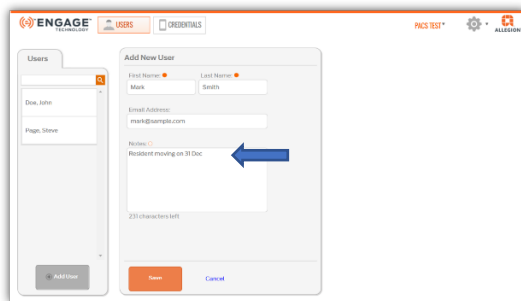 ENGAGE™
TECHNOLOGY
USERS
CREDENTIALS
PACS TEST
ALLEGION
Users
Doe, John
Page, Steve
Add User
Add New User
First Name:
Last Name:
Mark
Smith
Email Address:
mark@sample.com
Notes:
Resident moving on 31 Dec
231 characters left
Save
Cancel